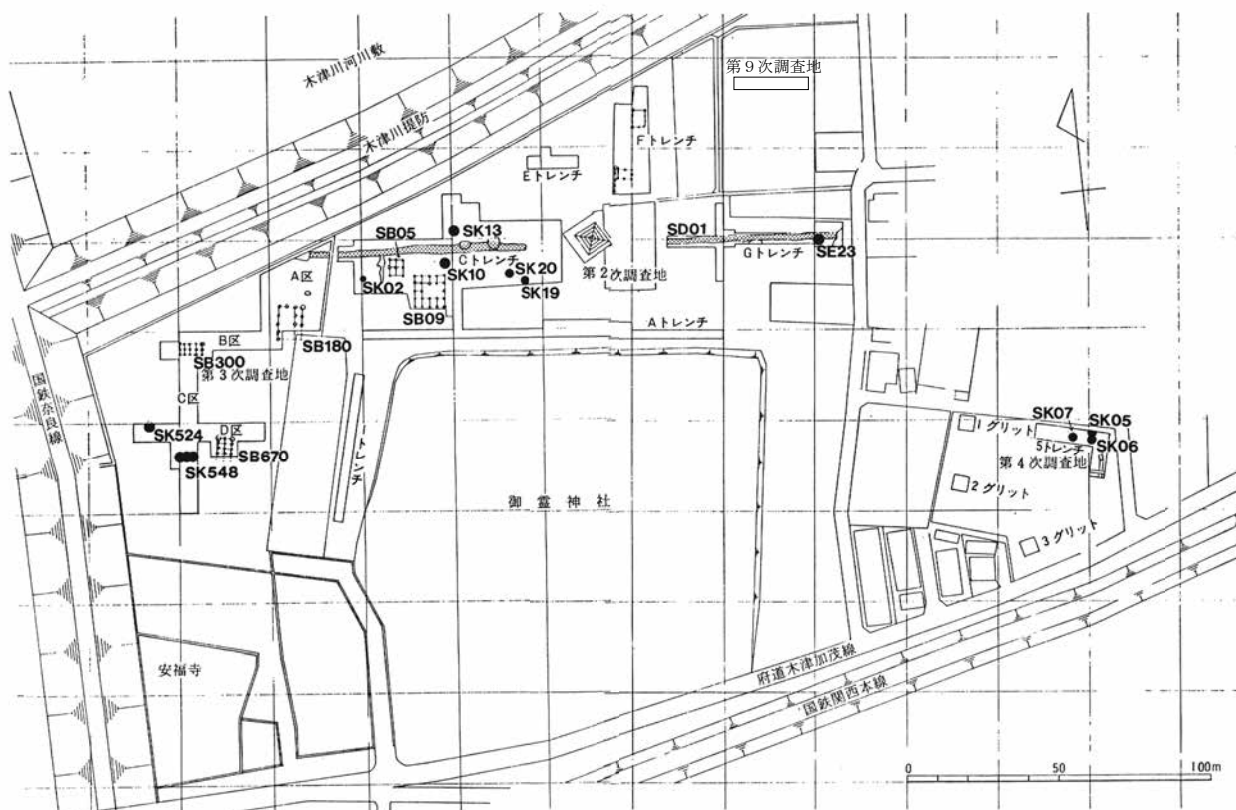 木津川河川敷
木津川堤防
第9次調査地
Fトレンチ
Eトレンチ
SK13
SB05
SD01
Gトレンチ
SE23
Cトレンチ
SK10
SK20
SK19
第2次調査地
A区
SK02
SB09
Aトレンチ
B区
SB180
SB300
第3次調査地
国鉄奈良線
C区
D区
SK524
SB670
SK548
トレンチ
SK07
SK05
1グリット
SK06
5トレンチ
第4次調査地
2グリット
御霊神社
3グリット
安福寺
府道木津加茂線
国鉄関西本線
0
50
100m